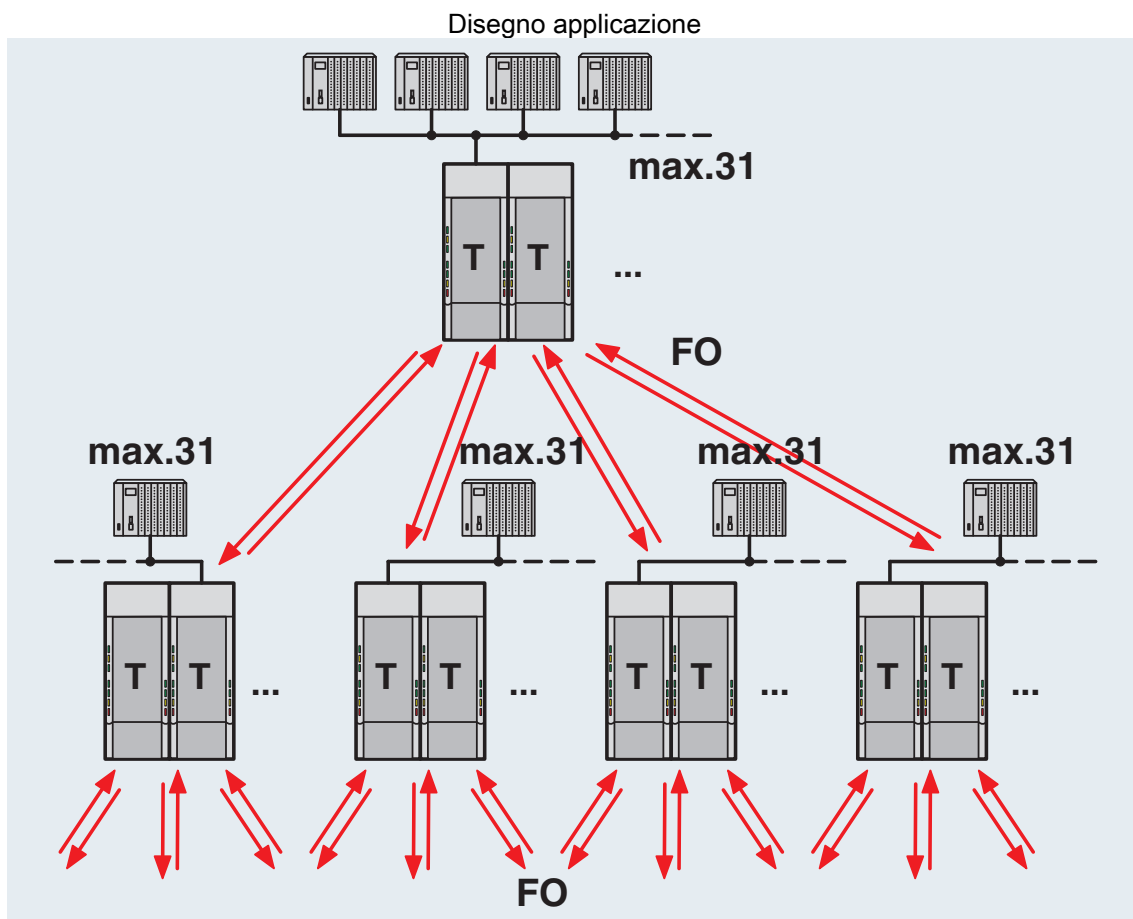 Disegno applicazione
max.31
T T ...
FO
max.31 max.31 max.31 max.31
T T ... T T ... T T ... T T ...
FO